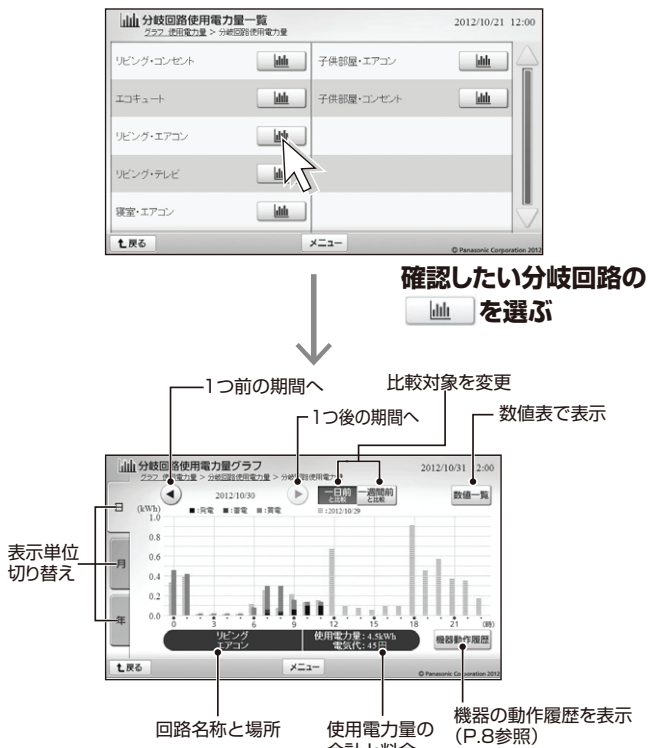 分岐回路使用電力量一覧
2012/10/21 12:00
グラフ 使用電力量 > 分岐回路使用電力量
リビング・コンセント
子供部屋・エアコン
エコキュート
子供部屋・コンセント
リビング・エアコン
リビング・テレビ
寝室・エアコン
戻る
メニュー
© Panasonic Corporation 2012
確認したい分岐回路の
を選ぶ
1つ前の期間へ
比較対象を変更
1つ後の期間へ
数値表で表示
分岐回路使用電力量グラフ
2012/10/31 2:00
グラフ 使用電力量 > 分岐回路使用電力量 >
日
2012/10/30
一日前
と比較
一週間前
と比較
数値一覧
(kWh)
■:発電 ■:蓄電 ■:買電 ■:2012/10/29
1.0
0.8
表示単位
切り替え
月
0.6
0.4
0.2
年
0.0
0 3 6 9 12 15 18 21 (時)
リビング
エアコン
使用電力量: 4.5kWh
電気代: 45円
機器動作履歴
戻る
メニュー
© Panasonic Corporation 2012
回路名称と場所
使用電力量の
機器の動作履歴を表示
(P.8参照)